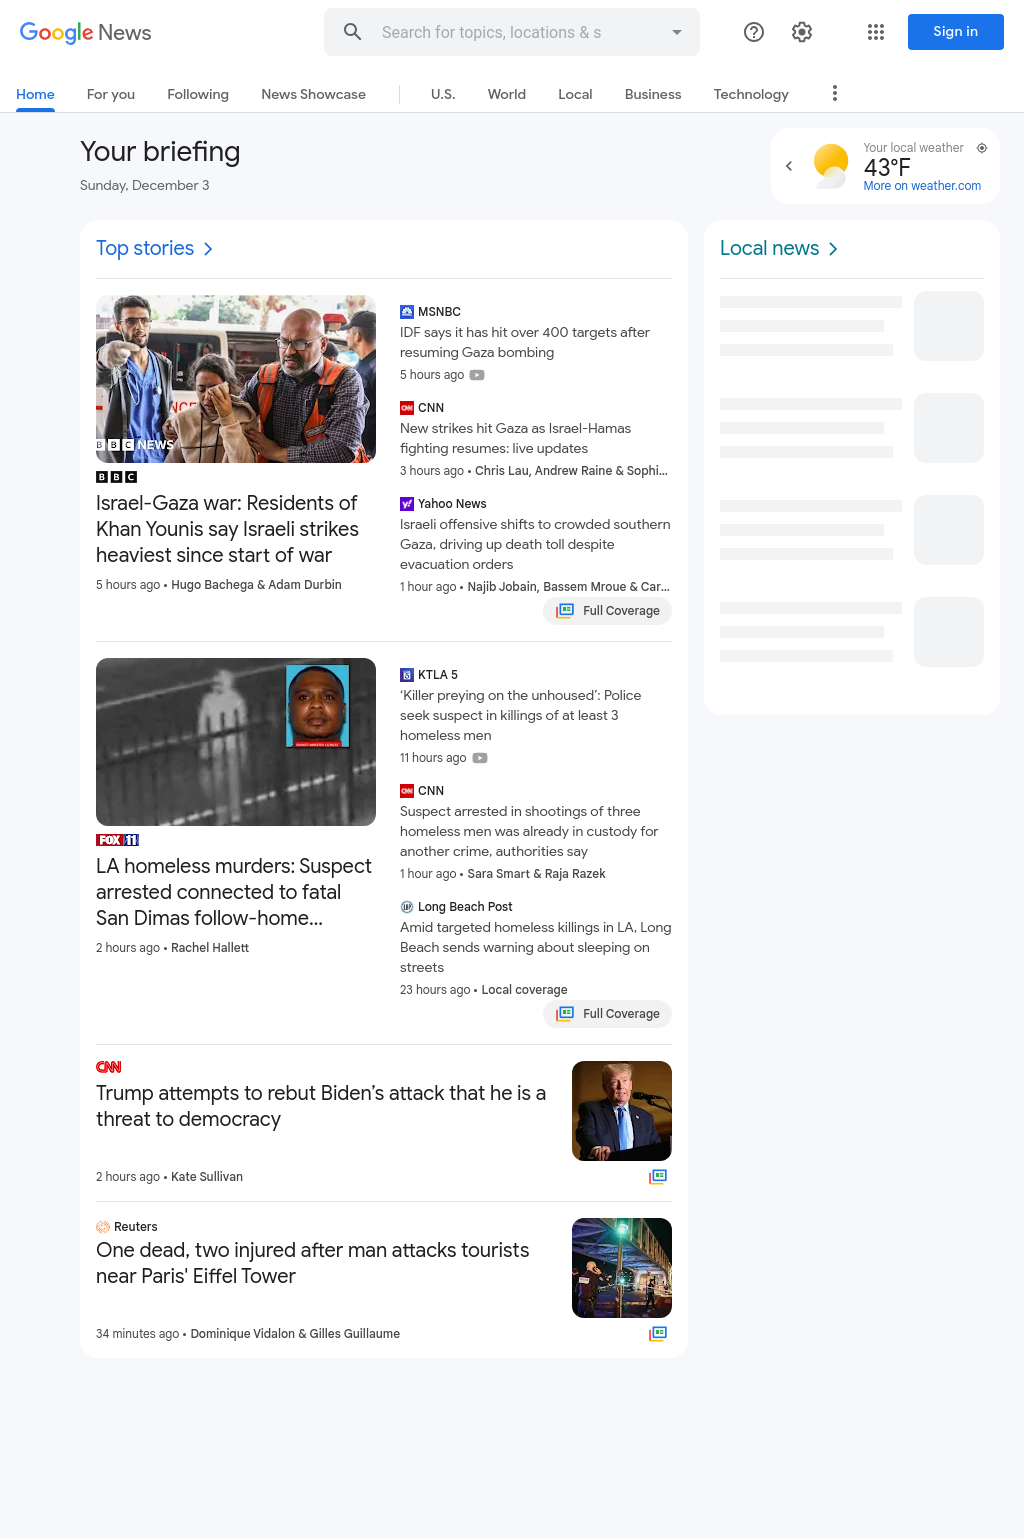 Google News
Search for topics, locations & s
Sign in
Home
For you
Following
News Showcase
U.S.
World
Local
Business
Technology
Your briefing
Sunday, December 3
Your local weather
43°F
More on weather.com
Top stories
BBC NEWS
BBC
Israel-Gaza war: Residents of
Khan Younis say Israeli strikes
heaviest since start of war
5 hours ago • Hugo Bachega & Adam Durbin
MSNBC
IDF says it has hit over 400 targets after
resuming Gaza bombing
5 hours ago
CNN
New strikes hit Gaza as Israel-Hamas
fighting resumes: live updates
3 hours ago • Chris Lau, Andrew Raine & Sophi...
Yahoo News
Israeli offensive shifts to crowded southern
Gaza, driving up death toll despite
evacuation orders
1 hour ago • Najib Jobain, Bassem Mroue & Car...
Full Coverage
FOX 11
LA homeless murders: Suspect
arrested connected to fatal
San Dimas follow-home...
2 hours ago • Rachel Hallett
KTLA 5
‘Killer preying on the unhoused’: Police
seek suspect in killings of at least 3
homeless men
11 hours ago
CNN
Suspect arrested in shootings of three
homeless men was already in custody for
another crime, authorities say
1 hour ago • Sara Smart & Raja Razek
Long Beach Post
Amid targeted homeless killings in LA, Long
Beach sends warning about sleeping on
streets
23 hours ago • Local coverage
Full Coverage
CNN
Trump attempts to rebut Biden’s attack that he is a
threat to democracy
2 hours ago • Kate Sullivan
Reuters
One dead, two injured after man attacks tourists
near Paris' Eiffel Tower
34 minutes ago • Dominique Vidalon & Gilles Guillaume
Local news